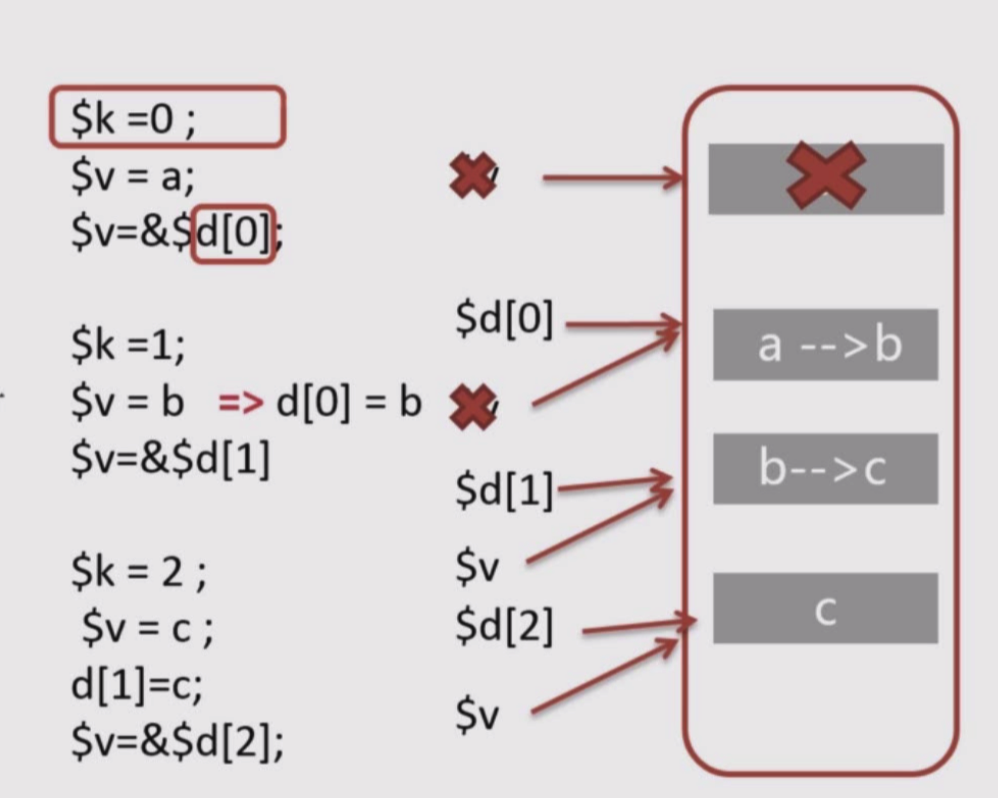 $k =0 ;
$v = a;
$v=&$d[0];
$k =1;
$v = b => d[0] = b
$v=&$d[1]
$k = 2 ;
$v = c ;
d[1]=c;
$v=&$d[2];
$d[0]
$d[1]
$v
$d[2]
$v
a -->b
b-->c
c